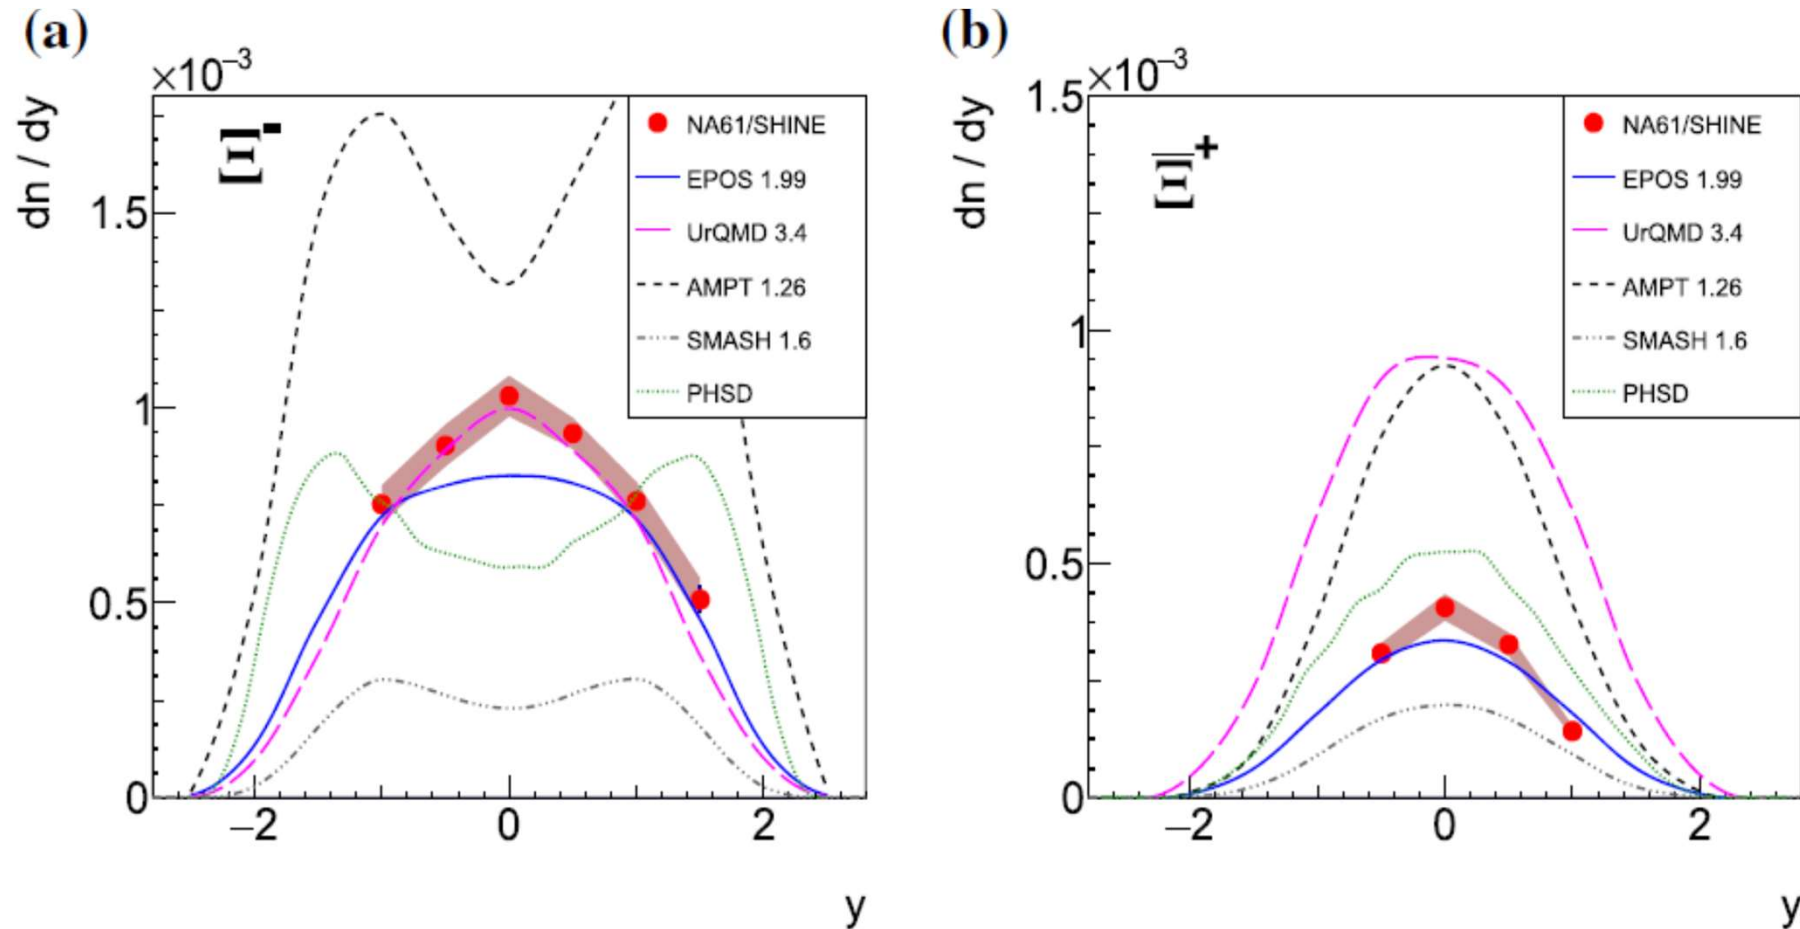 (a)
×10⁻³
dn / dy
Ξ⁻
NA61/SHINE
EPOS 1.99
UrQMD 3.4
AMPT 1.26
SMASH 1.6
PHSD
1.5
1
0.5
0
−2 0 2
y
(b)
1.5 ×10⁻³
dn / dy
Ξ̅⁺
NA61/SHINE
EPOS 1.99
UrQMD 3.4
AMPT 1.26
SMASH 1.6
PHSD
1
0.5
0
−2 0 2
y